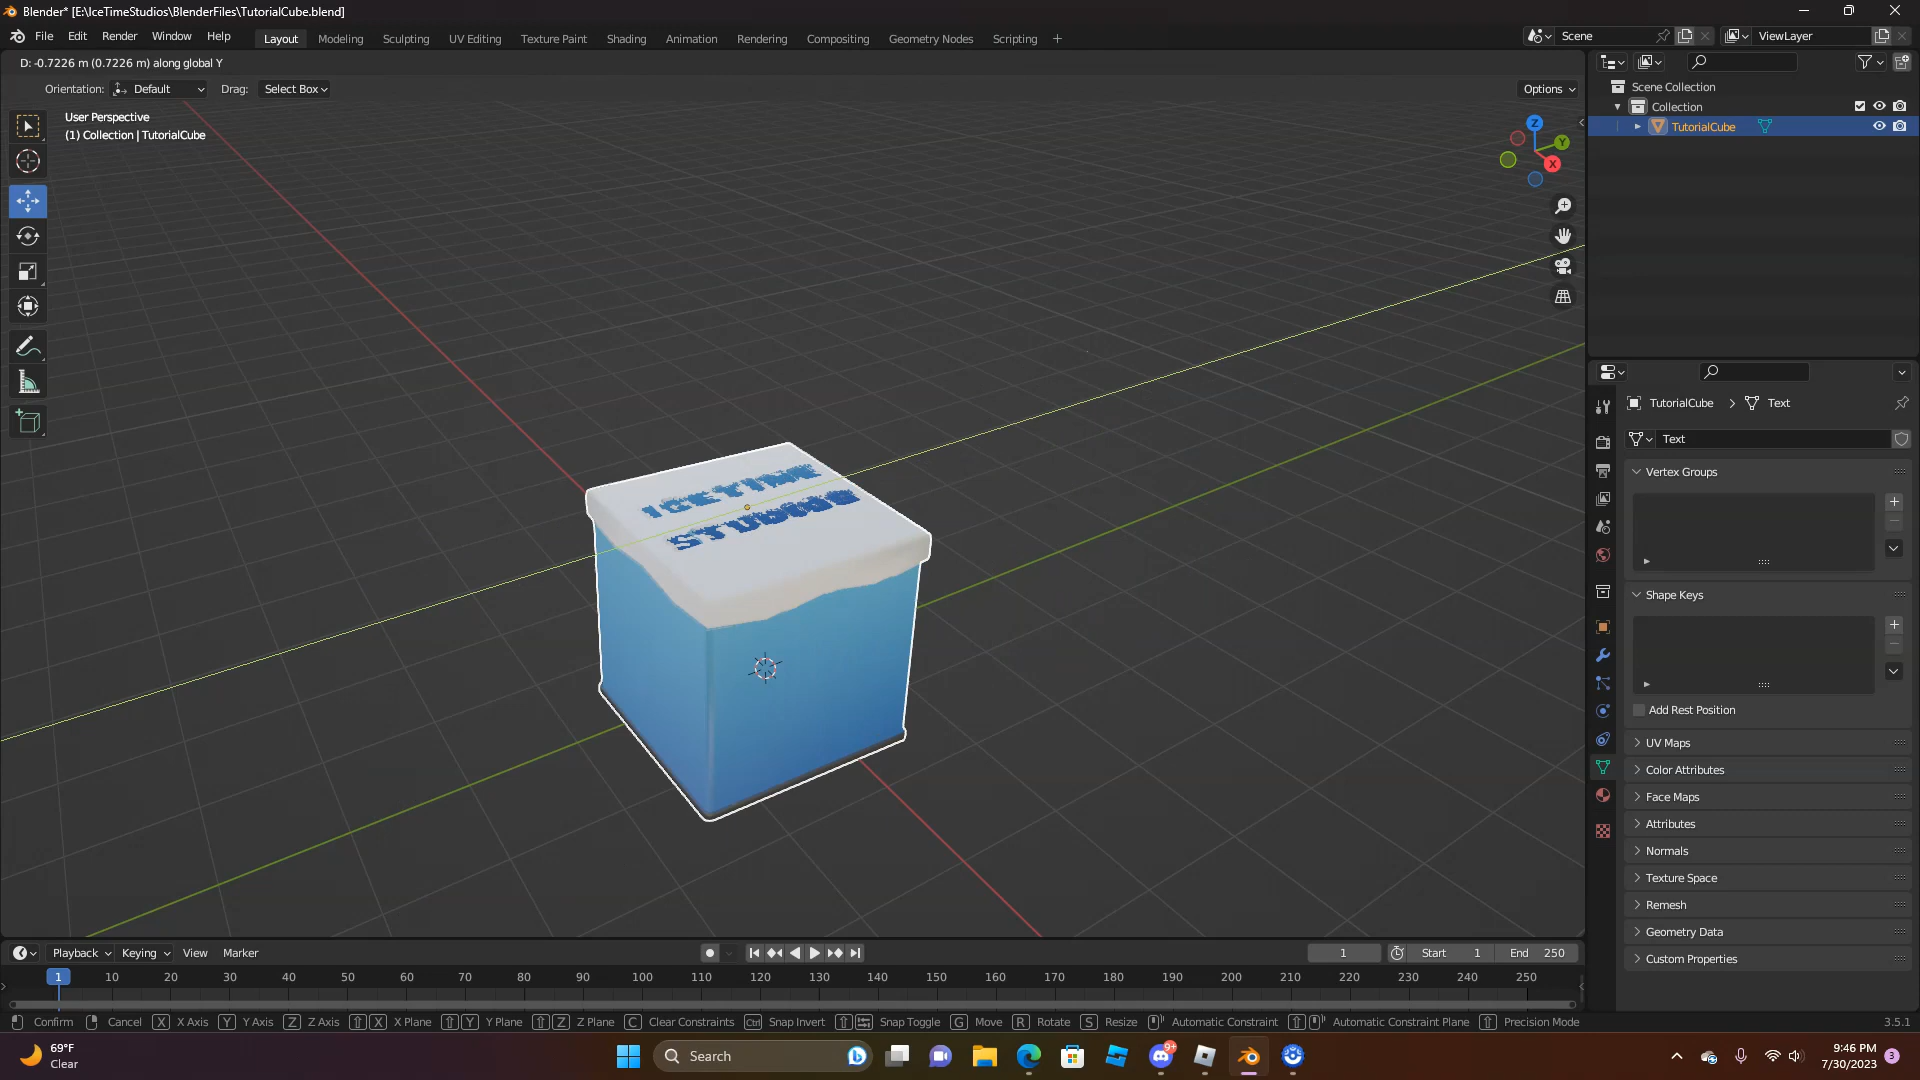 Blender* [E:\IceTimeStudios\BlenderFiles\TutorialCube.blend]
File Edit Render Window Help Layout Modeling Sculpting UV Editing Texture Paint Shading Animation Rendering Compositing Geometry Nodes Scripting + Scene ViewLayer
D: -0.7226 m (0.7226 m) along global Y
Orientation: Default Drag: Select Box Options
User Perspective
(1) Collection | TutorialCube
Z
Y
X
ICETIME
STUDIOS
Scene Collection
Collection
TutorialCube
TutorialCube > Text
Text
Vertex Groups
Shape Keys
Add Rest Position
UV Maps
Color Attributes
Face Maps
Attributes
Normals
Texture Space
Remesh
Geometry Data
Custom Properties
Playback Keying View Marker 1 Start 1 End 250
1 10 20 30 40 50 60 70 80 90 100 110 120 130 140 150 160 170 180 190 200 210 220 230 240 250
Confirm Cancel X X Axis Y Y Axis Z Z Axis X X Plane Y Y Plane Z Z Plane C Clear Constraints Ctrl Snap Invert Snap Toggle G Move R Rotate S Resize Automatic Constraint Automatic Constraint Plane Precision Mode 3.5.1
69°F
Clear
Search
9+
9:46 PM
7/30/2023
3